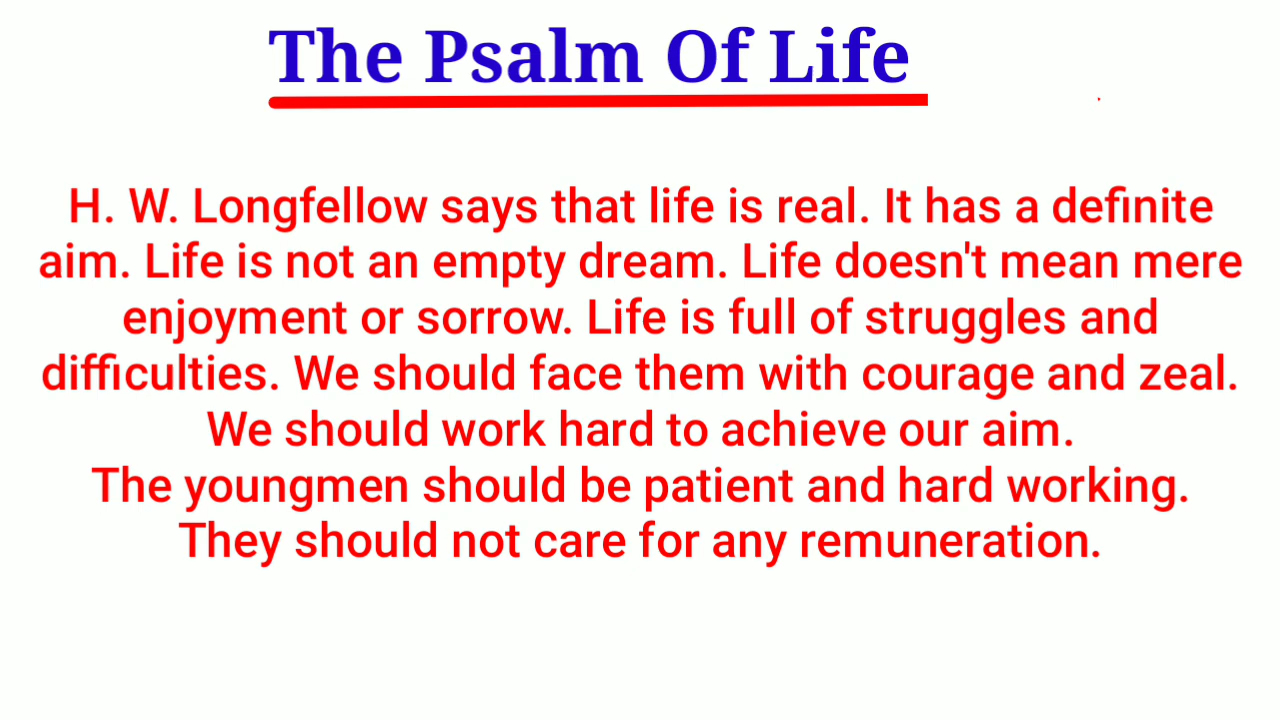 The Psalm Of Life
H. W. Longfellow says that life is real. It has a definite
aim. Life is not an empty dream. Life doesn't mean mere
enjoyment or sorrow. Life is full of struggles and
difficulties. We should face them with courage and zeal.
We should work hard to achieve our aim.
The youngmen should be patient and hard working.
They should not care for any remuneration.